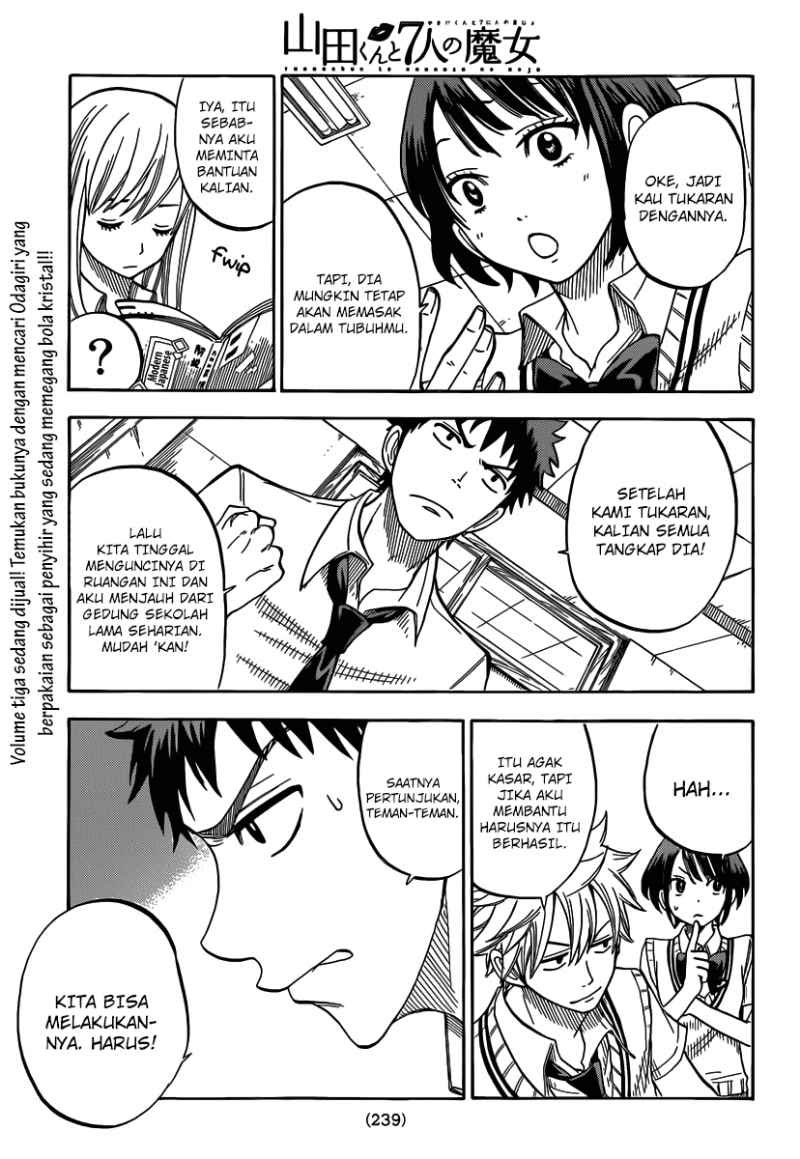 山田くんと7人の魔女
OKE, JADI
KAU TUKARAN
DENGANNYA.
TAPI, DIA
MUNGKIN TETAP
AKAN MEMASAK
DALAM TUBUHMU.
IYA, ITU
SEBAB-
NYA AKU
MEMINTA
BANTUAN
KALIAN.
fwip
?
Modern
Japanese
Volume tiga sedang dijual! Temukan bukunya dengan mencari Odagiri yang
berpakaian sebagai penyihir yang sedang memegang bola kristal!!
SETELAH
KAMI TUKARAN,
KALIAN SEMUA
TANGKAP DIA!
LALU
KITA TINGGAL
MENGUNCINYA DI
RUANGAN INI DAN
AKU MENJAUH DARI
GEDUNG SEKOLAH
LAMA SEHARIAN.
MUDAH 'KAN!
HAH...
ITU AGAK
KASAR, TAPI
JIKA AKU
MEMBANTU
HARUSNYA ITU
BERHASIL.
SAATNYA
PERTUNJUKAN,
TEMAN-TEMAN.
KITA BISA
MELAKUKAN-
NYA. HARUS!
(239)